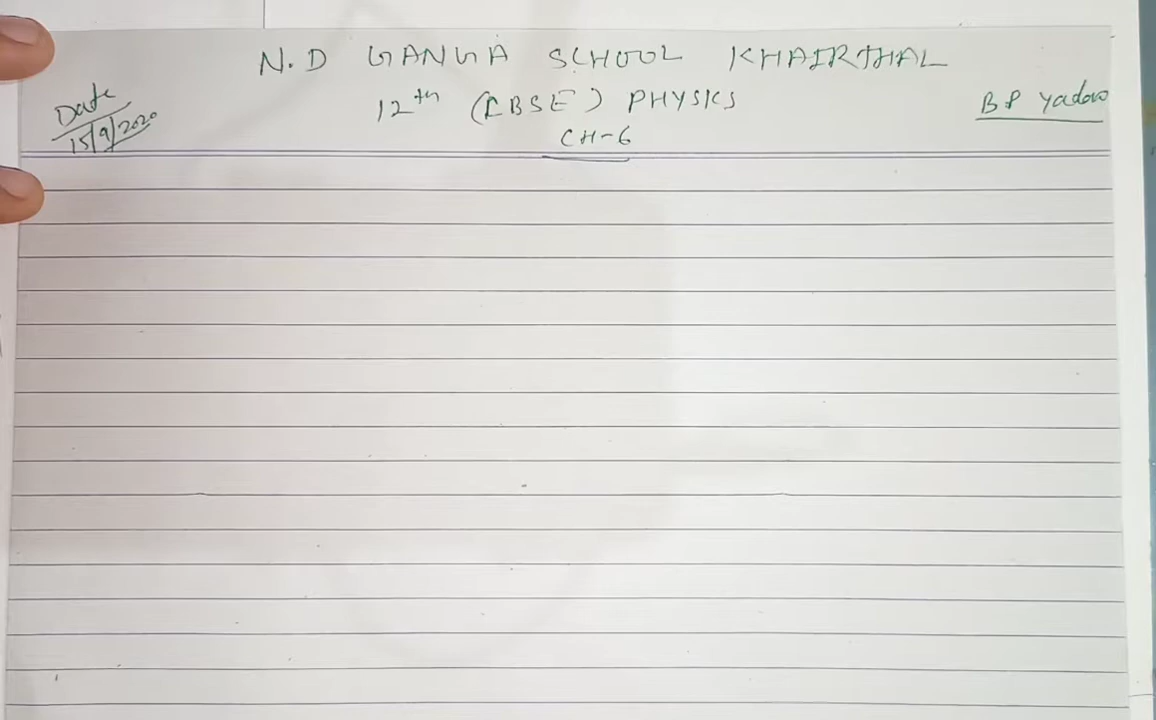 N.D GANGA SCHOOL KHAIRTHAL
12th (CBSE) PHYSICS
CH-6
Date
15/9/2020
B P Yadav